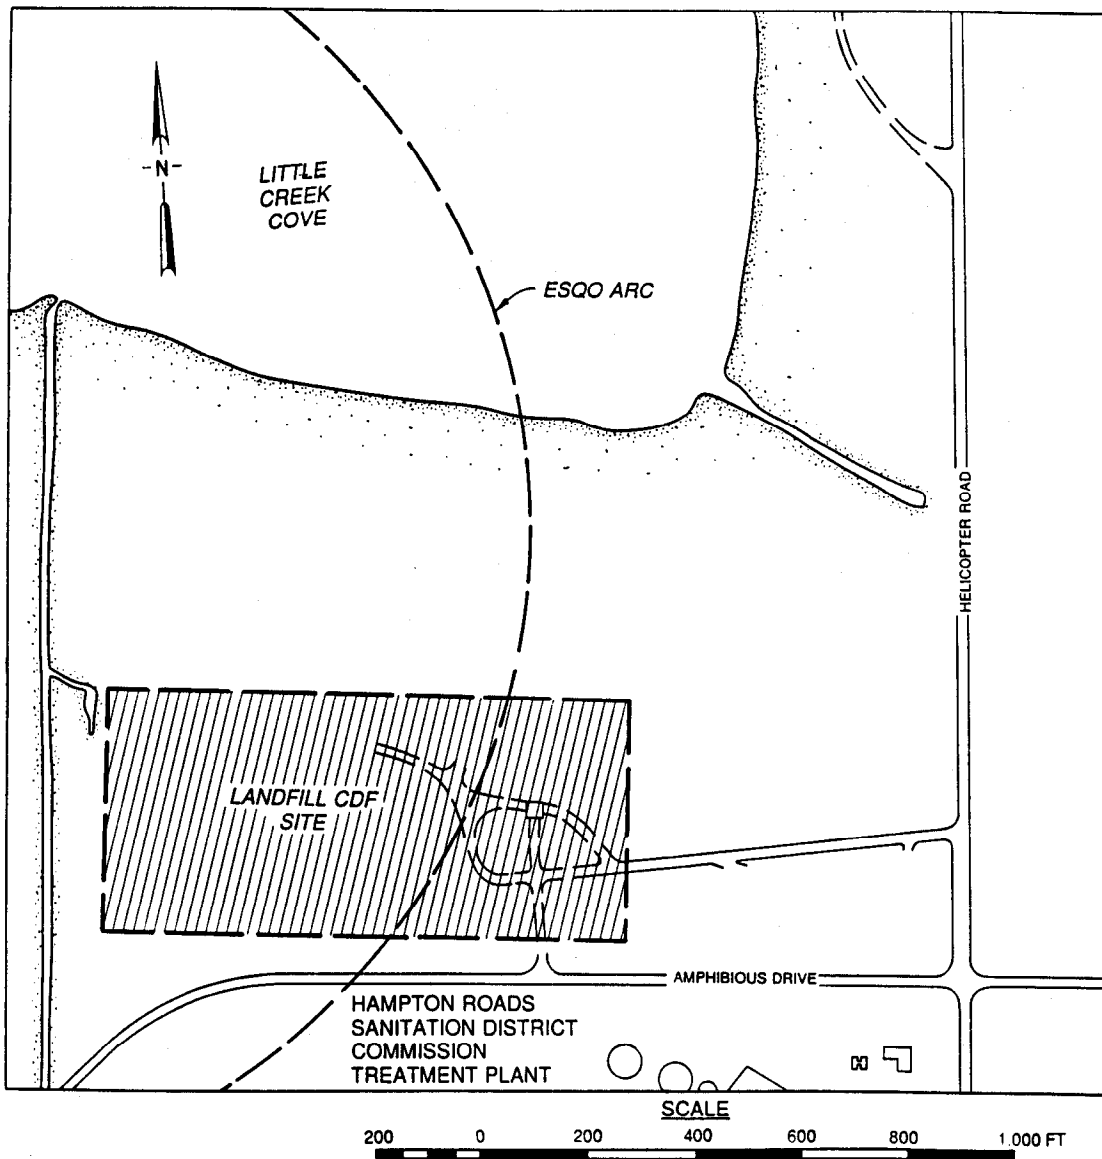 -N-
LITTLE
CREEK
COVE
ESQO ARC
HELICOPTER ROAD
LANDFILL CDF
SITE
AMPHIBIOUS DRIVE
HAMPTON ROADS
SANITATION DISTRICT
COMMISSION
TREATMENT PLANT
SCALE
200 0 200 400 600 800 1.000 FT